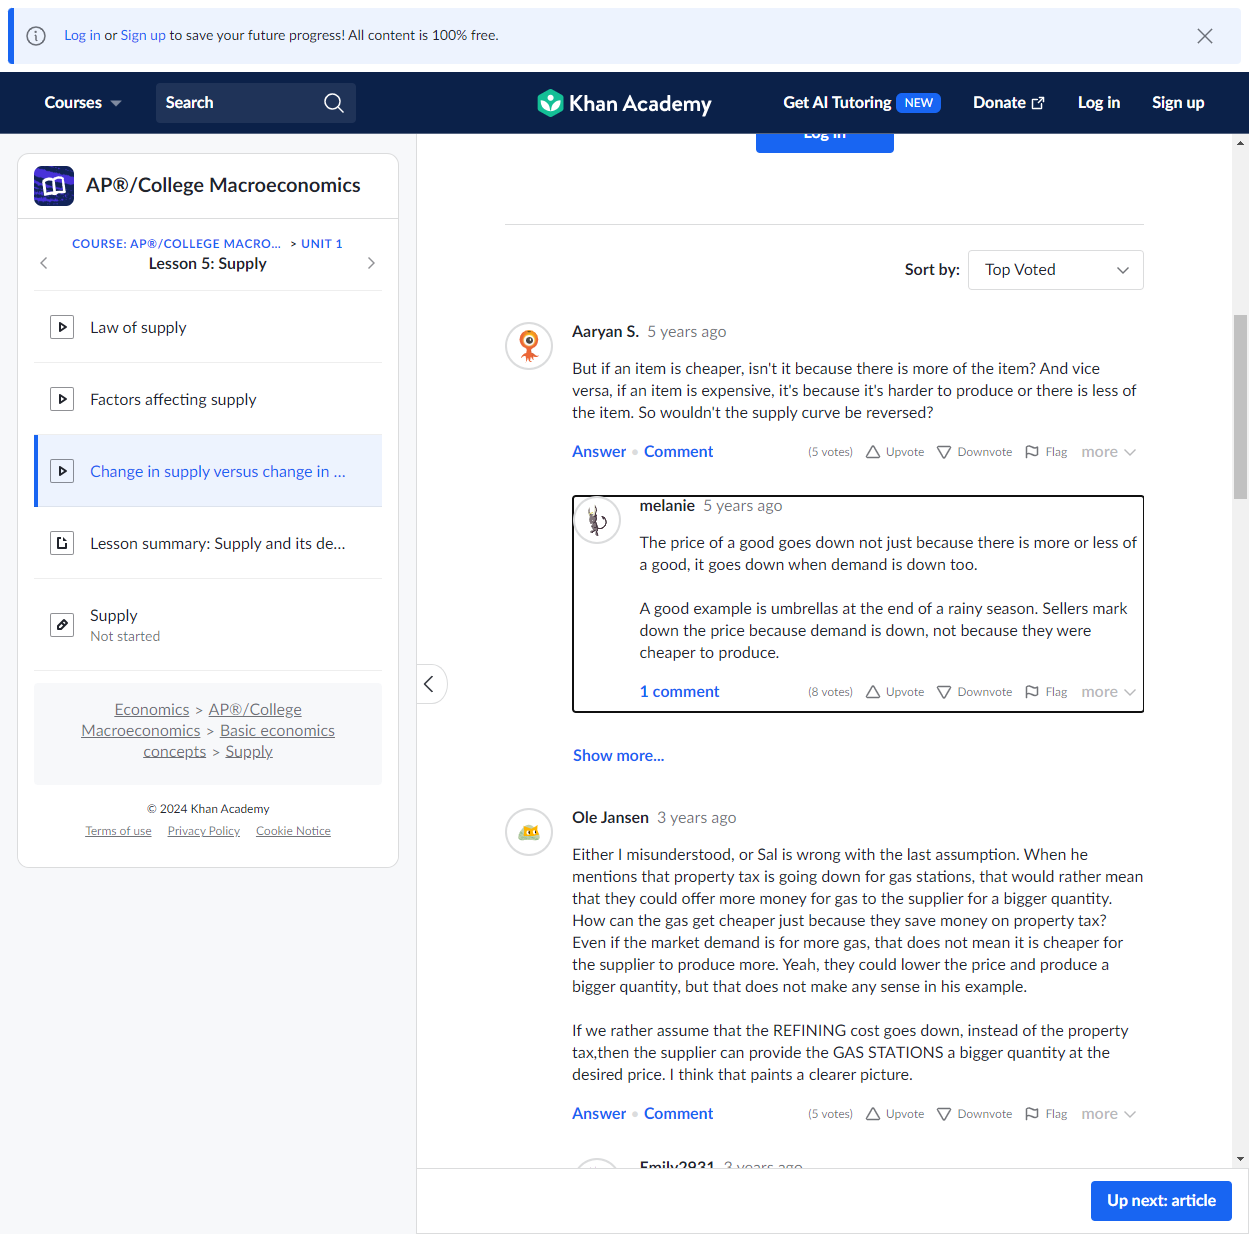 Log in or Sign up to save your future progress! All content is 100% free.
Courses
Search
Khan Academy
Get AI Tutoring NEW
Donate
Log in
Sign up
AP®/College Macroeconomics
COURSE: AP®/COLLEGE MACRO... > UNIT 1
Lesson 5: Supply
Law of supply
Factors affecting supply
Change in supply versus change in ...
Lesson summary: Supply and its de...
Supply
Not started
Economics > AP®/College
Macroeconomics > Basic economics
concepts > Supply
© 2024 Khan Academy
Terms of use Privacy Policy Cookie Notice
Log in
Sort by: Top Voted
Aaryan S. 5 years ago
But if an item is cheaper, isn't it because there is more of the item? And vice
versa, if an item is expensive, it's because it's harder to produce or there is less of
the item. So wouldn't the supply curve be reversed?
Answer • Comment (5 votes) Upvote Downvote Flag more
melanie 5 years ago
The price of a good goes down not just because there is more or less of
a good, it goes down when demand is down too.
A good example is umbrellas at the end of a rainy season. Sellers mark
down the price because demand is down, not because they were
cheaper to produce.
1 comment (8 votes) Upvote Downvote Flag more
Show more...
Ole Jansen 3 years ago
Either I misunderstood, or Sal is wrong with the last assumption. When he
mentions that property tax is going down for gas stations, that would rather mean
that they could offer more money for gas to the supplier for a bigger quantity.
How can the gas get cheaper just because they save money on property tax?
Even if the market demand is for more gas, that does not mean it is cheaper for
the supplier to produce more. Yeah, they could lower the price and produce a
bigger quantity, but that does not make any sense in his example.
If we rather assume that the REFINING cost goes down, instead of the property
tax,then the supplier can provide the GAS STATIONS a bigger quantity at the
desired price. I think that paints a clearer picture.
Answer • Comment (5 votes) Upvote Downvote Flag more
Emily2931 3 years ago
Up next: article